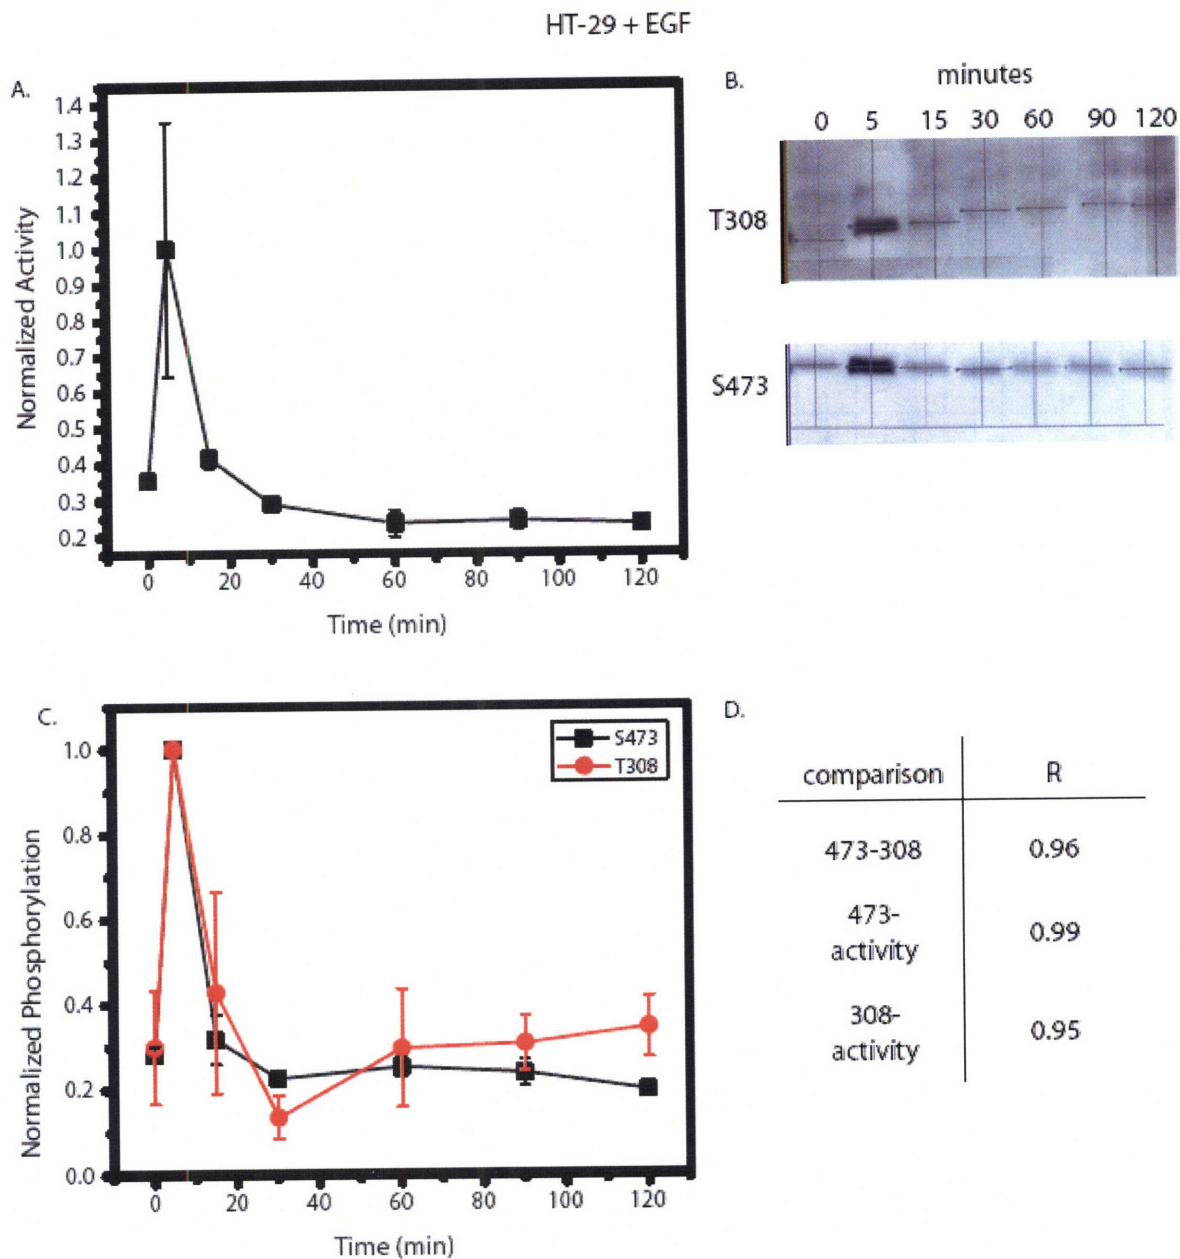 HT-29 + EGF
A.
1.4
1.3
1.2
1.1
1.0
0.9
0.8
0.7
0.6
0.5
0.4
0.3
0.2
Normalized Activity
0 20 40 60 80 100 120
Time (min)
B.
minutes
0 5 15 30 60 90 120
T308
S473
C.
1.0
0.8
0.6
0.4
0.2
0.0
Normalized Phosphorylation
S473
T308
0 20 40 60 80 100 120
Time (min)
D.
comparison R
473-308 0.96
473-
activity
0.99
308-
activity
0.95